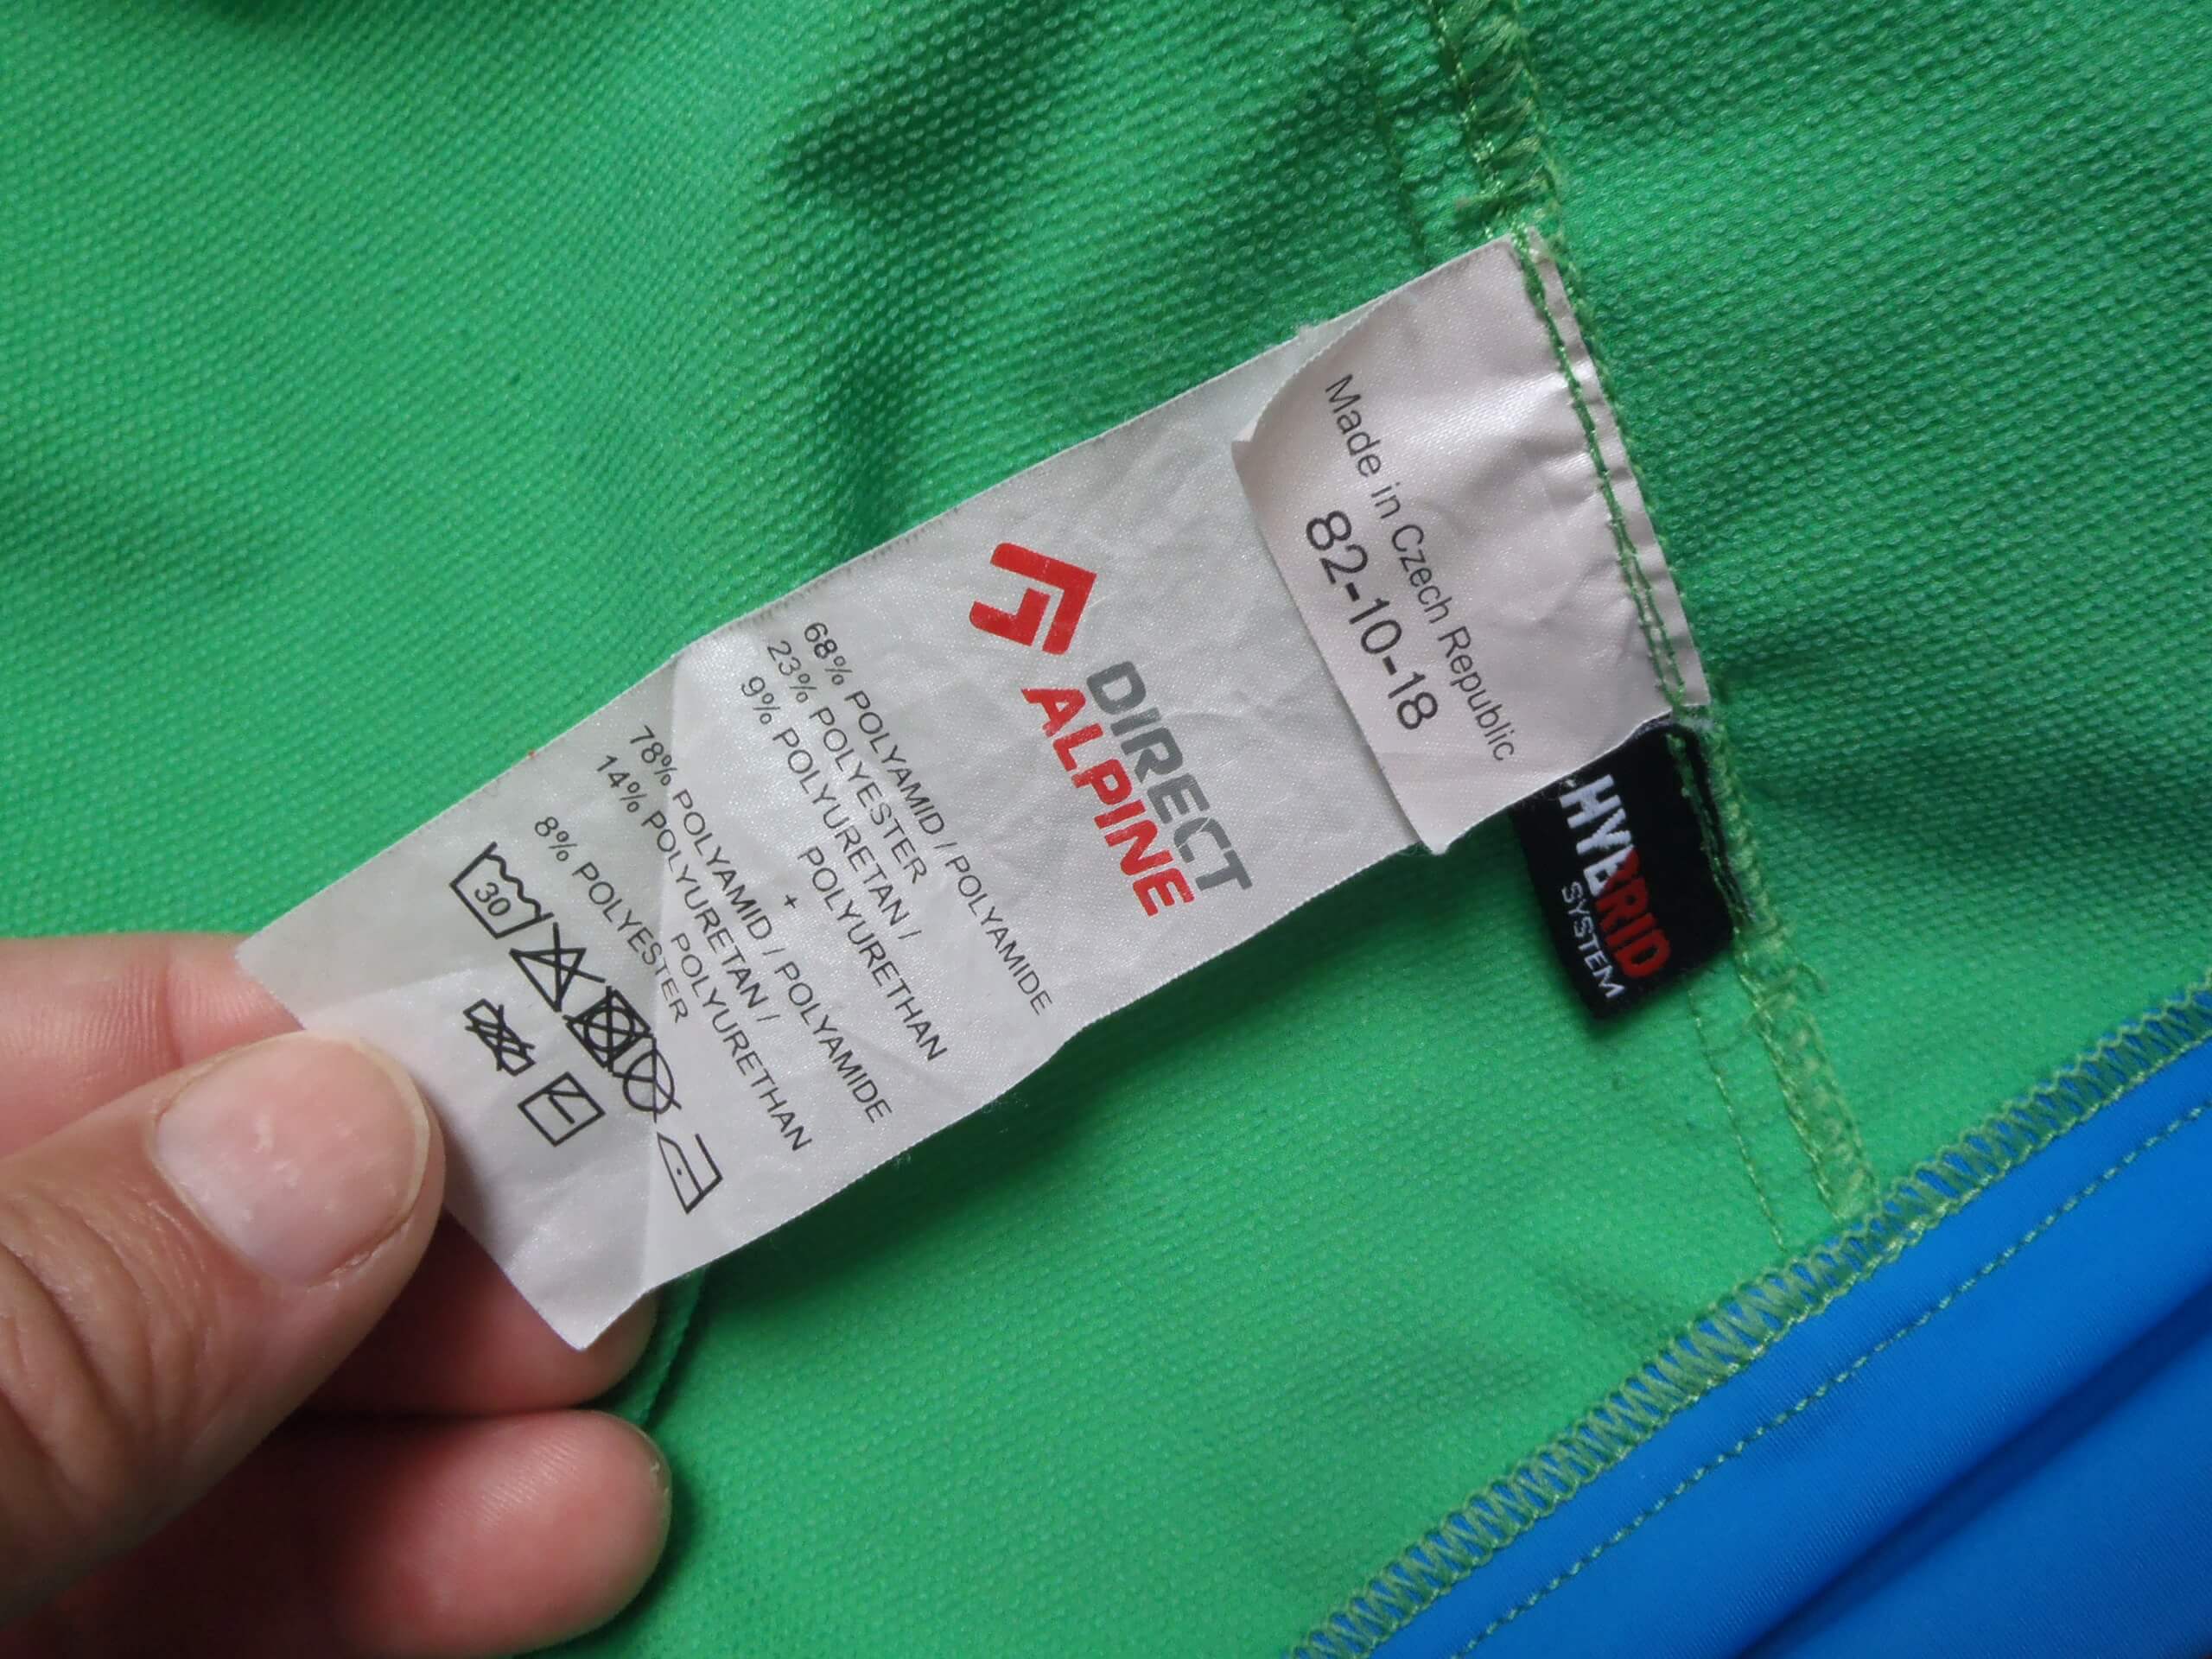 Made in Czech Republic
82-10-18
DIRECT
ALPINE
68% POLYAMID / POLYAMIDE
23% POLYESTER
9% POLYURETAN /
POLYURETHAN
+
78% POLYAMID / POLYAMIDE
14% POLYURETAN /
POLYURETHAN
8% POLYESTER
30
HYBRID
SYSTEM